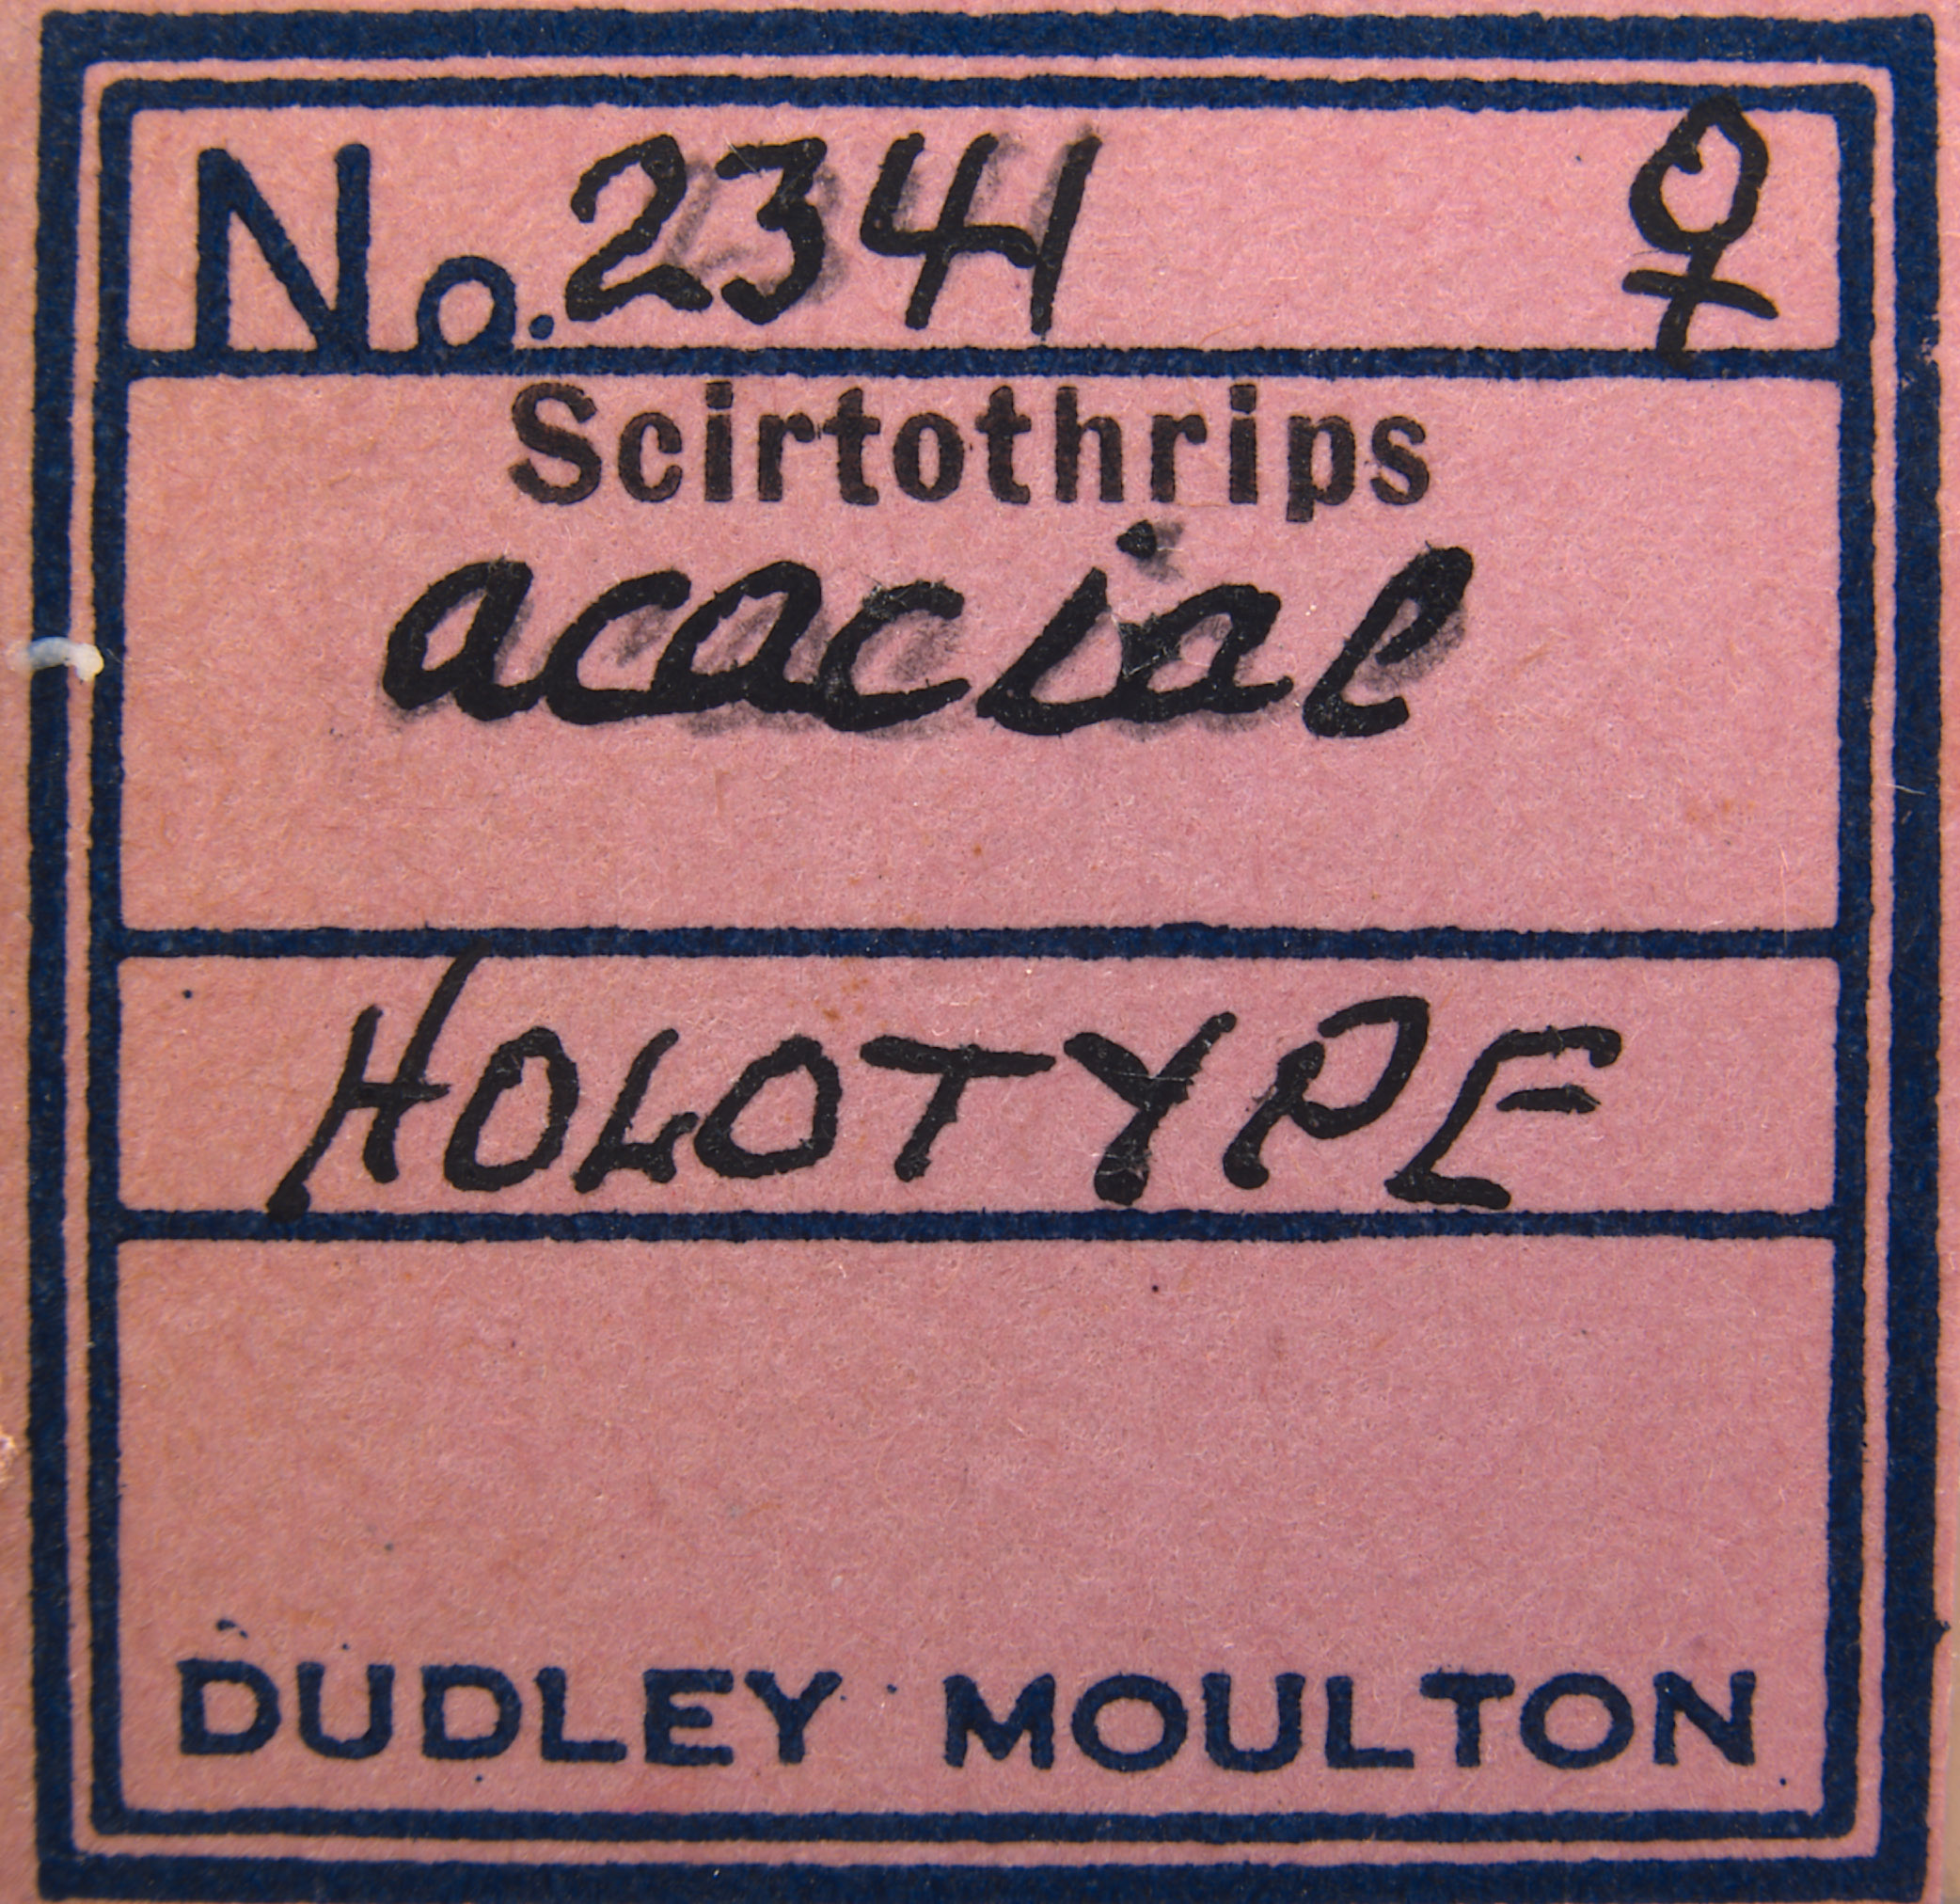 No. 2341 ♀
Scirtothrips
acaciae
HOLOTYPE
DUDLEY MOULTON